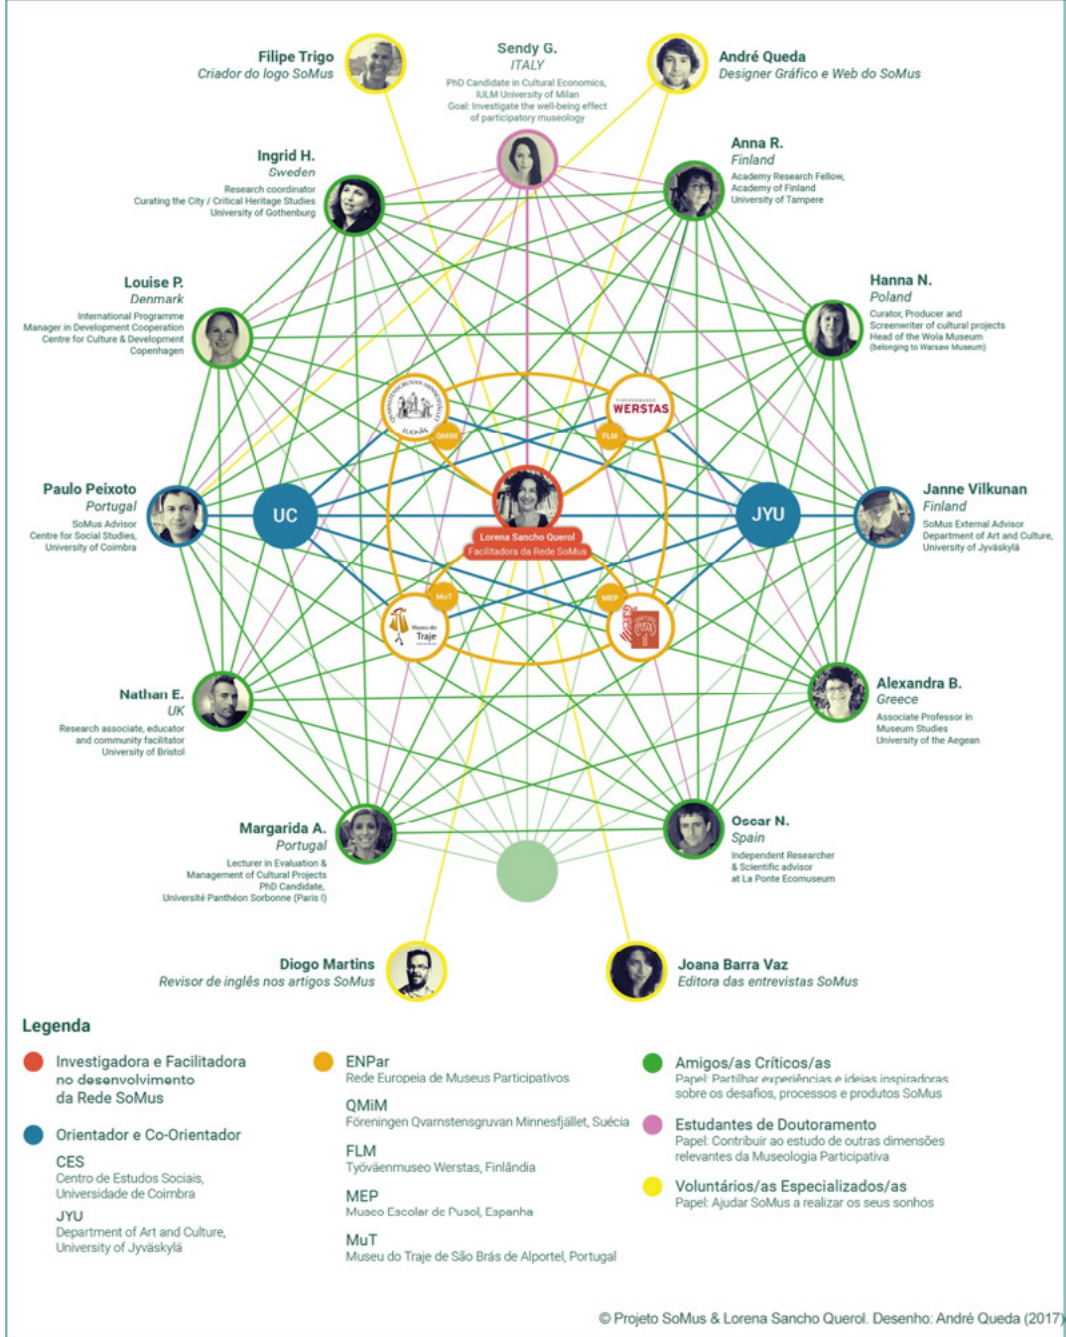 Filipe Trigo
Criador do logo SoMus
Sendy G.
ITALY
PhD Candidate in Cultural Economics,
IULM University of Milan
Goal: Investigate the well-being effect
of participatory museology
André Queda
Designer Gráfico e Web do SoMus
Ingrid H.
Sweden
Research coordinator
Curating the City / Critical Heritage Studies
University of Gothenburg
Anna R.
Finland
Academy Research Fellow,
Academy of Finland
University of Tampere
Louise P.
Denmark
International Programme
Manager in Development Cooperation
Centre for Culture & Development
Copenhagen
Hanna N.
Poland
Curator, Producer and
Screenwriter of cultural projects
Head of the Wola Museum
(belonging to Warsaw Museum)
QMiM
WERSTAS
FLM
Paulo Peixoto
Portugal
SoMus Advisor
Centre for Social Studies,
University of Coimbra
UC
Lorena Sancho Querol
Facilitadora da Rede SoMus
JYU
Janne Vilkunan
Finland
SoMus External Advisor
Department of Art and Culture,
University of Jyväskylä
MuT
Museu do
Traje
MEP
PUSOL
Nathan E.
UK
Research associate, educator
and community facilitator
University of Bristol
Alexandra B.
Greece
Associate Professor in
Museum Studies
University of the Aegean
Margarida A.
Portugal
Lecturer in Evaluation &
Management of Cultural Projects
PhD Candidate,
Université Panthéon Sorbonne (Paris I)
Oscar N.
Spain
Independent Researcher
& Scientific advisor
at La Ponte Ecomuseum
Diogo Martins
Revisor de inglês nos artigos SoMus
Joana Barra Vaz
Editora das entrevistas SoMus
Legenda
Investigadora e Facilitadora
no desenvolvimento
da Rede SoMus
Orientador e Co-Orientador
CES
Centro de Estudos Sociais,
Universidade de Coimbra
JYU
Department of Art and Culture,
University of Jyväskylä
ENPar
Rede Europeia de Museus Participativos
QMiM
Föreningen Qvarnstensgruvan Minnesfjället, Suécia
FLM
Työväenmuseo Werstas, Finlândia
MEP
Museo Escolar de Pusol, Espanha
MuT
Museu do Traje de São Brás de Alportel, Portugal
Amigos/as Críticos/as
Papel: Partilhar experiências e ideias inspiradoras
sobre os desafios, processos e produtos SoMus
Estudantes de Doutoramento
Papel: Contribuir ao estudo de outras dimensões
relevantes da Museologia Participativa
Voluntários/as Especializados/as
Papel: Ajudar SoMus a realizar os seus sonhos
© Projeto SoMus & Lorena Sancho Querol. Desenho: André Queda (2017)